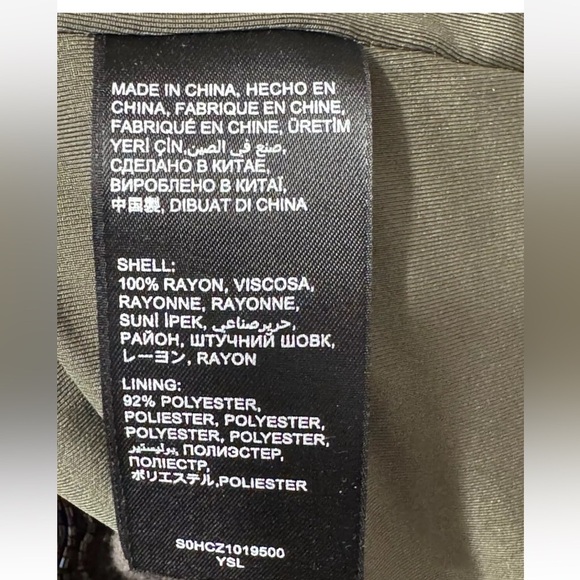 MADE IN CHINA, HECHO EN
CHINA, FABRIQUE EN CHINE,
FABRIQUÉ EN CHINE, ÜRETİM
YERİ ÇİN, صنع في الصين,
СДЕЛАНО В КИТАЕ,
ВИРОБЛЕНО В КИТАЇ,
中国製, DIBUAT DI CHINA
SHELL:
100% RAYON, VISCOSA,
RAYONNE, RAYONNE,
SUNİ İPEK, حريرصناعي,
РАЙОН, ШТУЧНИЙ ШОВК,
レーヨン, RAYON
LINING:
92% POLYESTER,
POLIESTER, POLYESTER,
POLYESTER, POLYESTER,
بوليستير, ПОЛИЭСТЕР,
ПОЛІЕСТР,
ポリエステル,POLIESTER
S0HCZ1019500
YSL